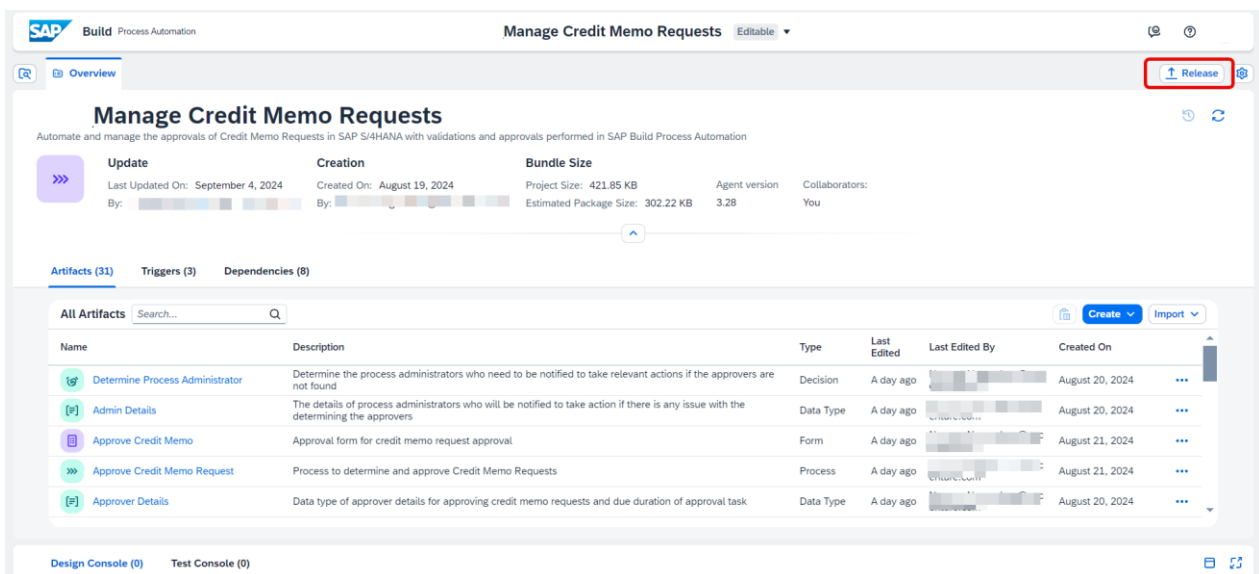 SAP Build Process Automation
Manage Credit Memo Requests Editable
Overview
Release
Manage Credit Memo Requests
Automate and manage the approvals of Credit Memo Requests in SAP S/4HANA with validations and approvals performed in SAP Build Process Automation
Update Creation Bundle Size
Last Updated On: September 4, 2024 Created On: August 19, 2024 Project Size: 421.85 KB Agent version Collaborators:
By: By: Estimated Package Size: 302.22 KB 3.28 You
Artifacts (31) Triggers (3) Dependencies (8)
All Artifacts Search... Create Import
Name Description Type Last Edited Last Edited By Created On
Determine Process Administrator Determine the process administrators who need to be notified to take relevant actions if the approvers are
not found Decision A day ago August 20, 2024
Admin Details The details of process administrators who will be notified to take action if there is any issue with the
determining the approvers Data Type A day ago August 20, 2024
Approve Credit Memo Approval form for credit memo request approval Form A day ago August 21, 2024
Approve Credit Memo Request Process to determine and approve Credit Memo Requests Process A day ago August 21, 2024
Approver Details Data type of approver details for approving credit memo requests and due duration of approval task Data Type A day ago August 20, 2024
Design Console (0) Test Console (0)